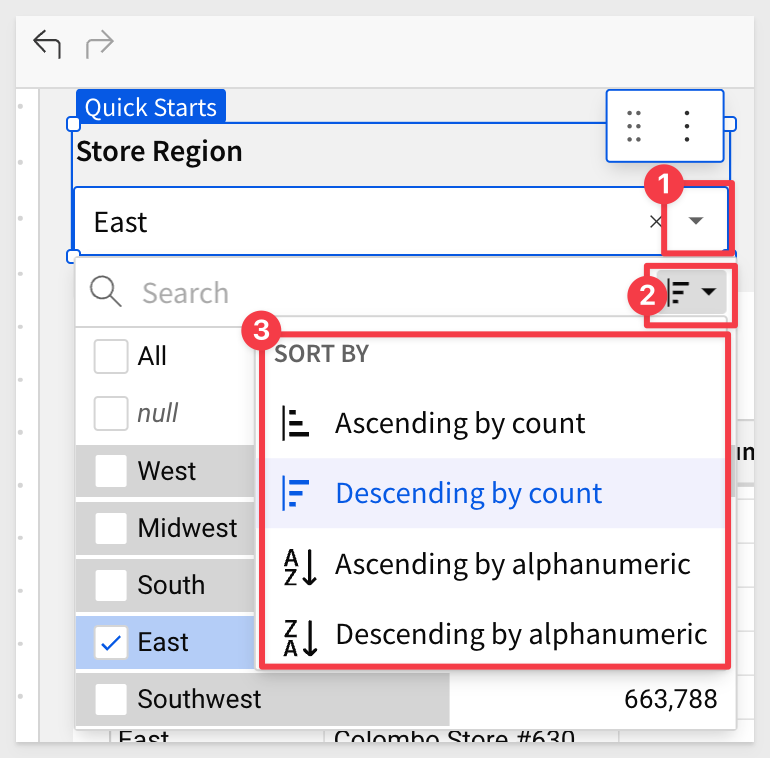 Quick Starts
Store Region
1
East
2
Search
3
SORT BY
All
null
Ascending by count
West
Descending by count
Midwest
Ascending by alphanumeric
South
Descending by alphanumeric
East
Southwest 663,788
East Colombo Store #630